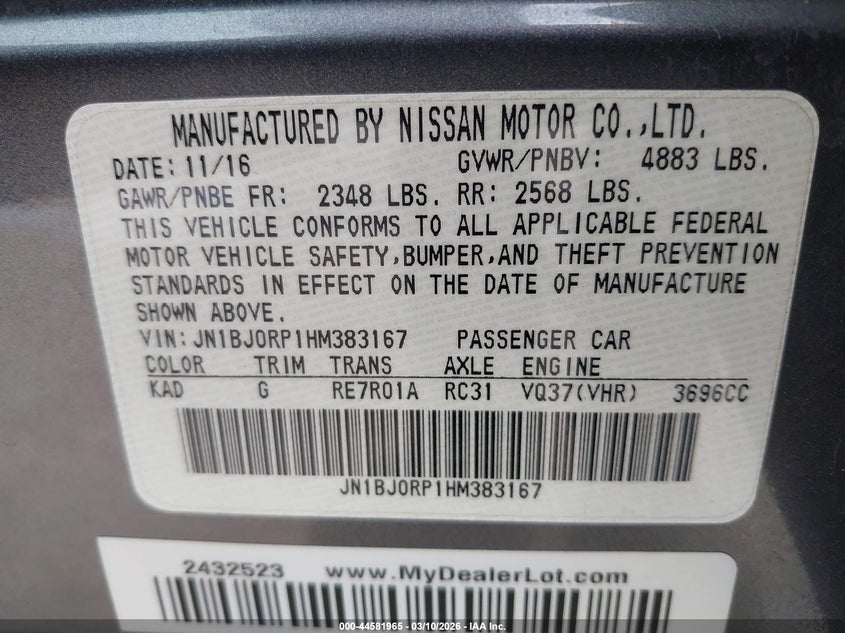 MANUFACTURED BY NISSAN MOTOR CO.,LTD.
DATE: 11/16 GVWR/PNBV: 4883 LBS.
GAWR/PNBE FR: 2348 LBS. RR: 2568 LBS.
THIS VEHICLE CONFORMS TO ALL APPLICABLE FEDERAL
MOTOR VEHICLE SAFETY,BUMPER,AND THEFT PREVENTION
STANDARDS IN EFFECT ON THE DATE OF MANUFACTURE
SHOWN ABOVE.
VIN: JN1BJ0RP1HM383167 PASSENGER CAR
COLOR TRIM TRANS AXLE ENGINE
KAD G RE7R01A RC31 VQ37(VHR) 3696CC
JN1BJ0RP1HM383167
2432523 www.MyDealerLot.com
000-44581965 - 03/10/2026 - IAA Inc.